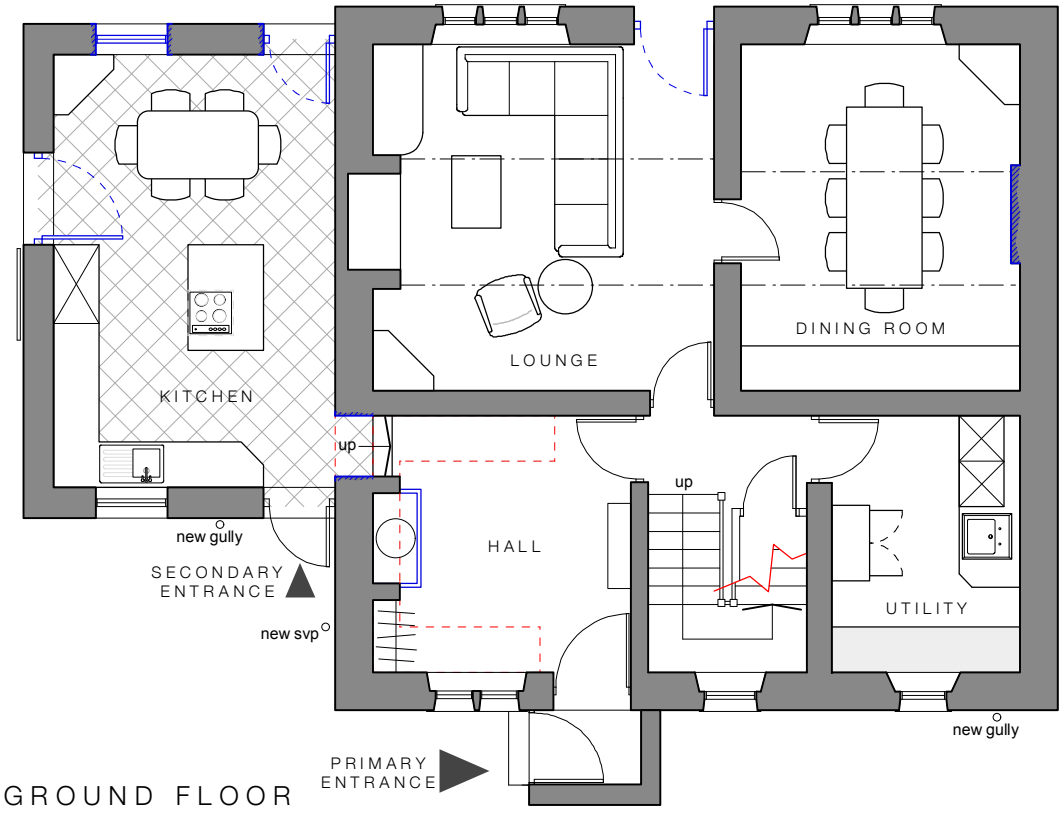 DINING ROOM
LOUNGE
KITCHEN
up
up
new gully
HALL
SECONDARY
ENTRANCE
UTILITY
new svp
new gully
PRIMARY
ENTRANCE
GROUND FLOOR